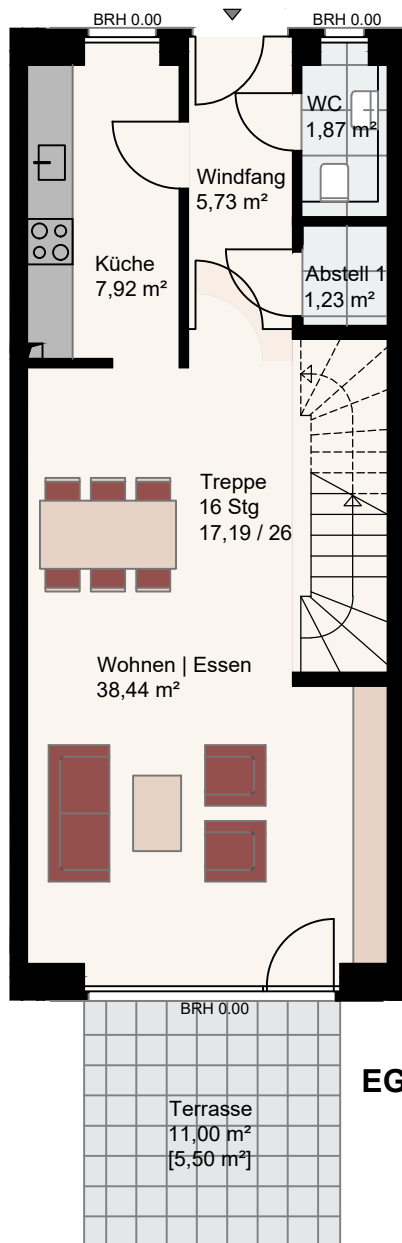 BRH 0.00
BRH 0.00
WC
1,87 m²
Windfang
5,73 m²
Küche
7,92 m²
Abstell 1
1,23 m²
Treppe
16 Stg
17,19 / 26
Wohnen | Essen
38,44 m²
BRH 0.00
EG
Terrasse
11,00 m²
[5,50 m²]